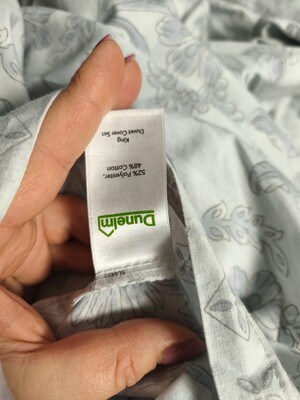 Dunelm
52% Polyester,
48% Cotton
King
Duvet Cover Set